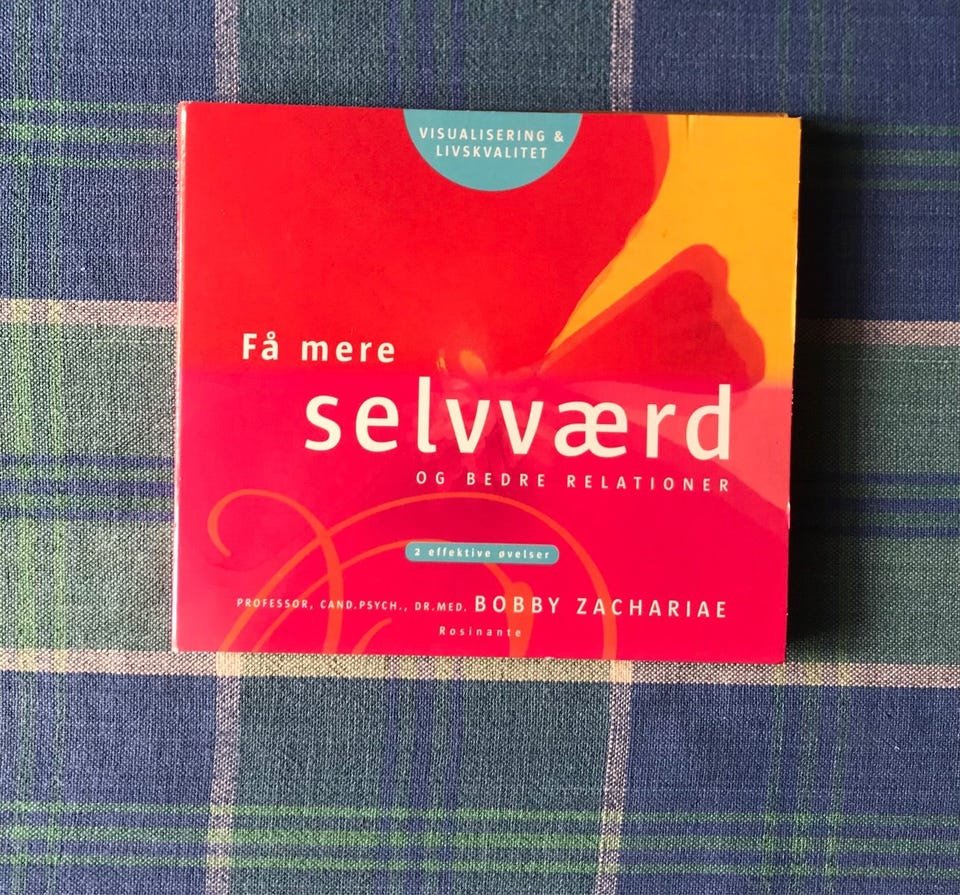 VISUALISERING &
LIVSKVALITET
Få mere
selvværd
OG BEDRE RELATIONER
2 effektive øvelser
PROFESSOR, CAND.PSYCH., DR.MED. BOBBY ZACHARIAE
Rosinante